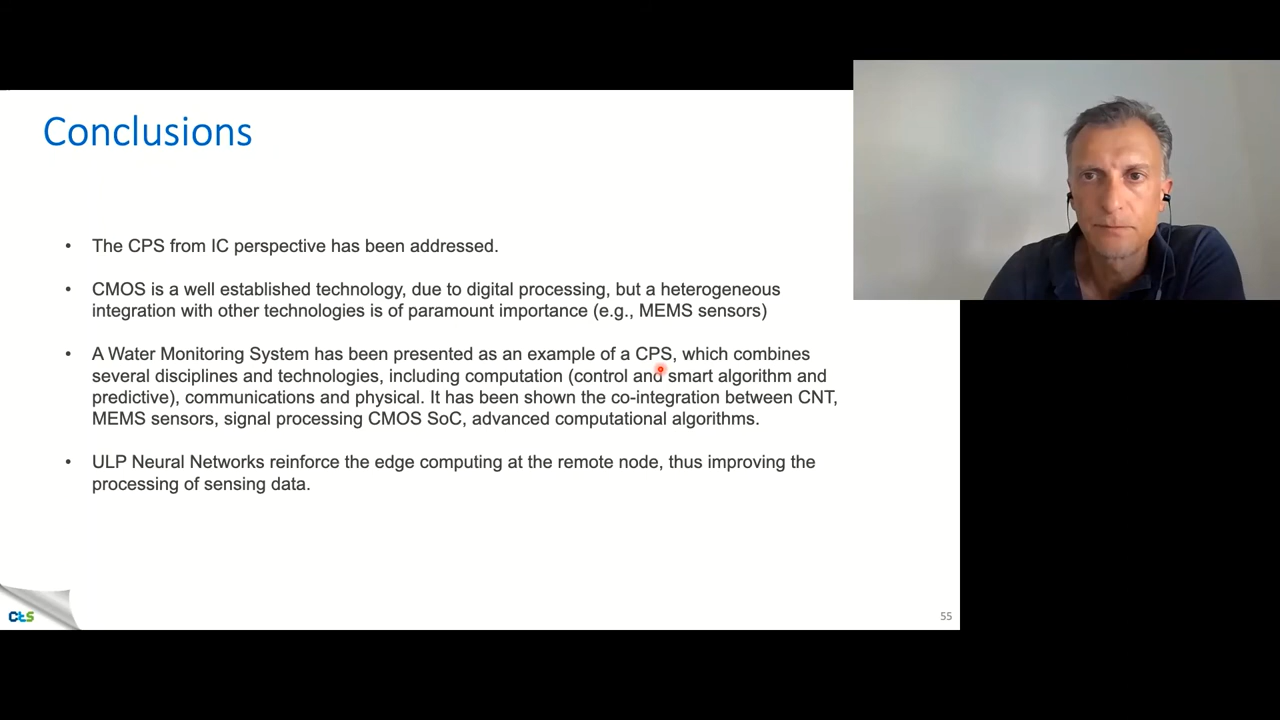 Conclusions
• The CPS from IC perspective has been addressed.
• CMOS is a well established technology, due to digital processing, but a heterogeneous
integration with other technologies is of paramount importance (e.g., MEMS sensors)
• A Water Monitoring System has been presented as an example of a CPS, which combines
several disciplines and technologies, including computation (control and smart algorithm and
predictive), communications and physical. It has been shown the co-integration between CNT,
MEMS sensors, signal processing CMOS SoC, advanced computational algorithms.
• ULP Neural Networks reinforce the edge computing at the remote node, thus improving the
processing of sensing data.
cts
55